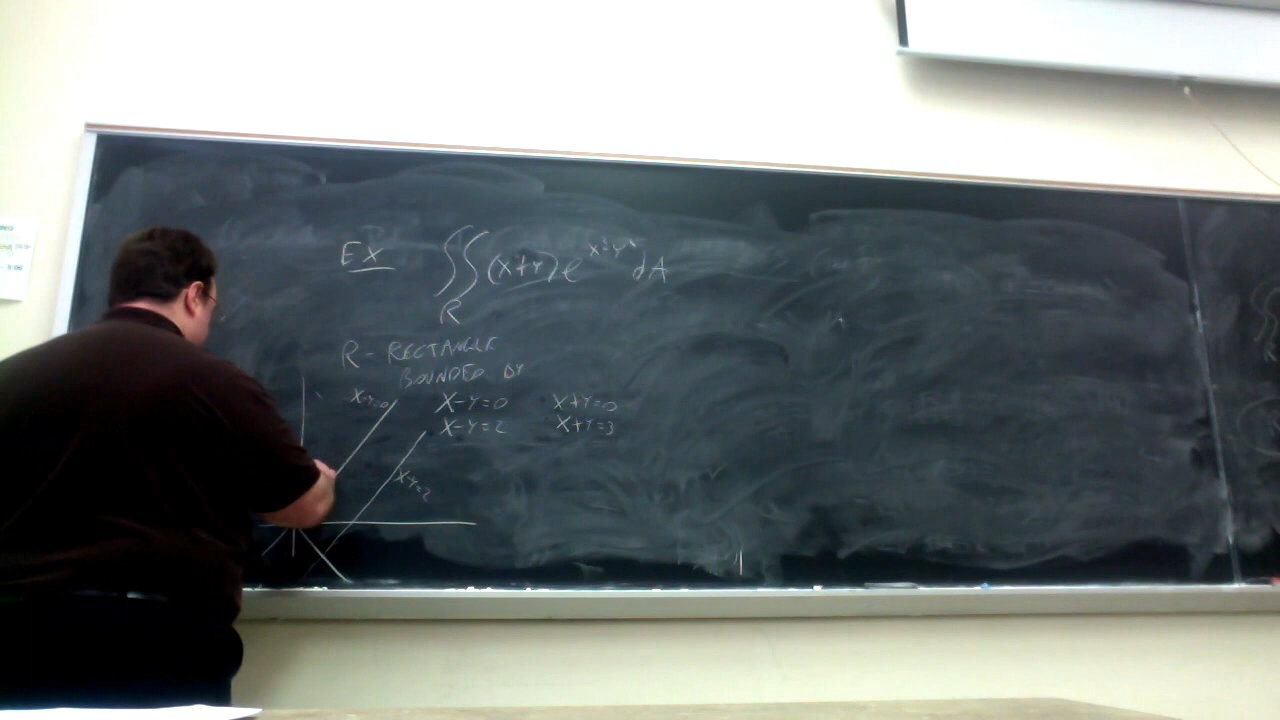 EX ∬(x+y)e^{x²-y²} dA
R
R - RECTANGLE
BOUNDED BY
x-y=0 x+y=0
x-y=2 x+y=3
x-y=0
x-y=2